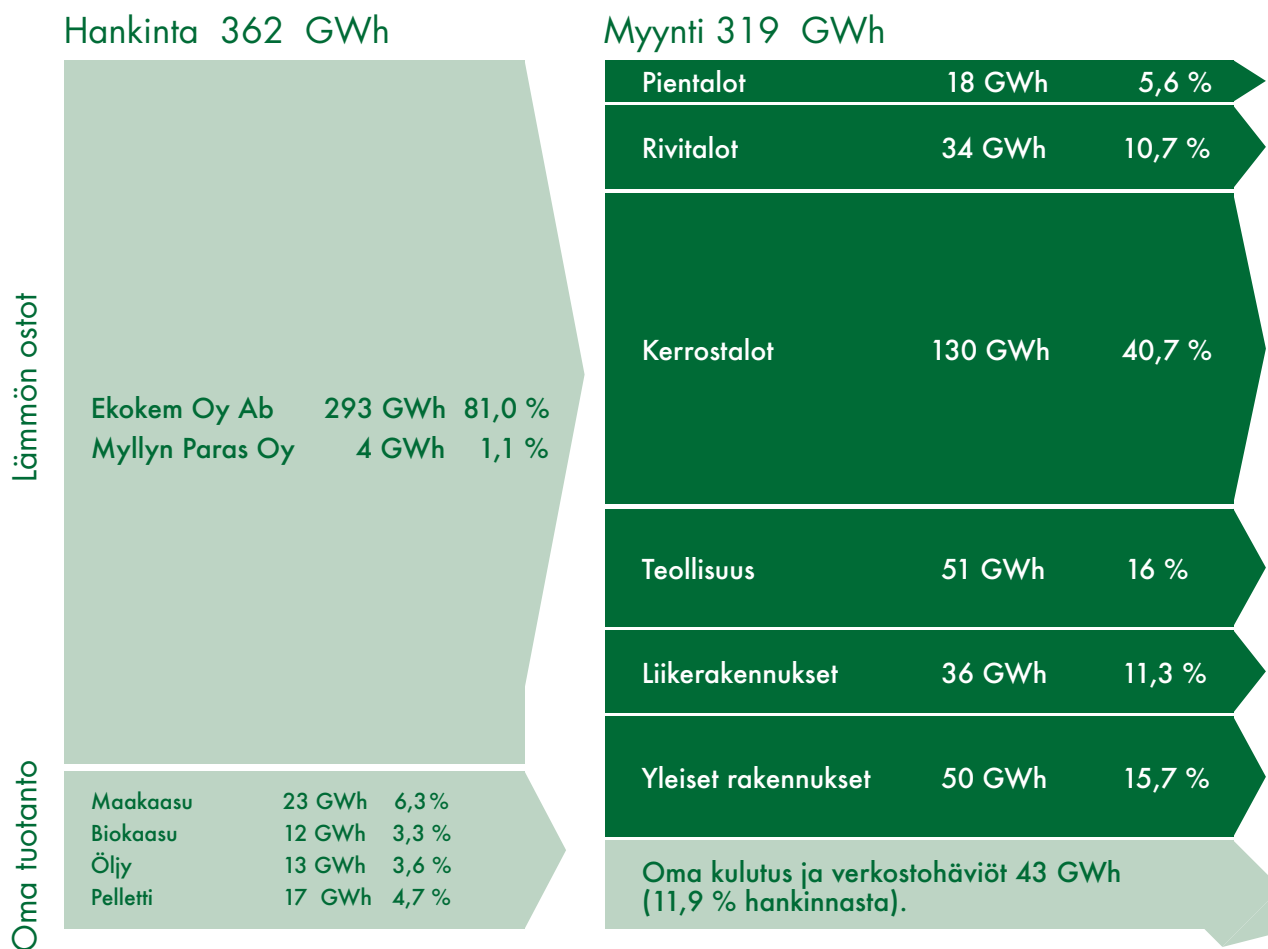 Hankinta 362 GWh
Lämmön ostot
Ekokem Oy Ab 293 GWh 81,0 %
Myllyn Paras Oy 4 GWh 1,1 %
Oma tuotanto
Maakaasu 23 GWh 6,3 %
Biokaasu 12 GWh 3,3 %
Öljy 13 GWh 3,6 %
Pelletti 17 GWh 4,7 %
Myynti 319 GWh
Pientalot 18 GWh 5,6 %
Rivitalot 34 GWh 10,7 %
Kerrostalot 130 GWh 40,7 %
Teollisuus 51 GWh 16 %
Liikerakennukset 36 GWh 11,3 %
Yleiset rakennukset 50 GWh 15,7 %
Oma kulutus ja verkostohäviöt 43 GWh
(11,9 % hankinnasta).